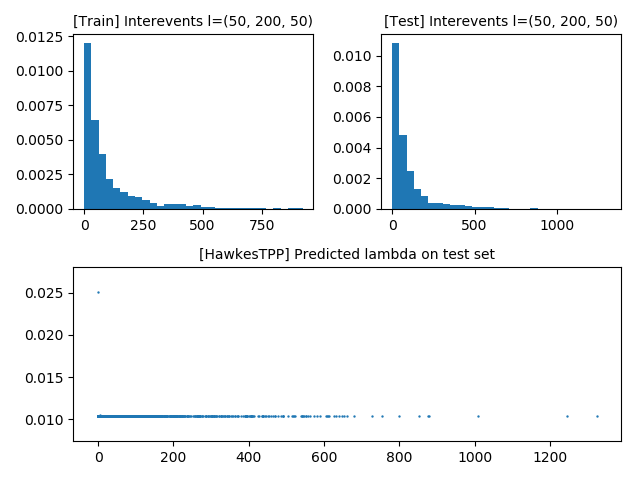 [Train] Interevents l=(50, 200, 50)
[Test] Interevents l=(50, 200, 50)
0.0125
0.0100
0.0075
0.0050
0.0025
0.0000
0 250 500 750
0.010
0.008
0.006
0.004
0.002
0.000
0 500 1000
[HawkesTPP] Predicted lambda on test set
0.025
0.020
0.015
0.010
0 200 400 600 800 1000 1200